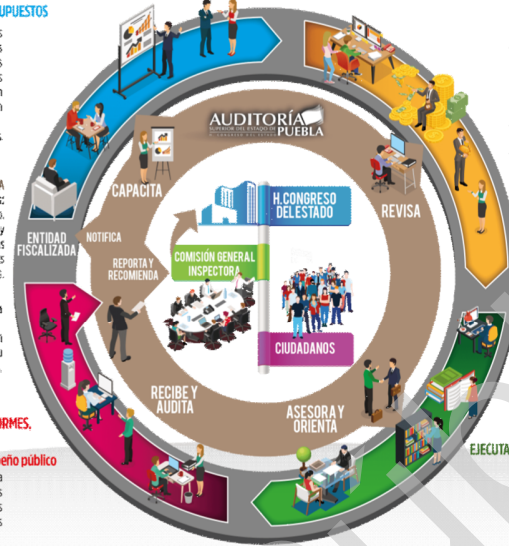 UPUESTOS
AUDITORÍA
SUPERIOR DEL ESTADO DE PUEBLA
CAPACITA
H. CONGRESO
DEL ESTADO
REVISA
ENTIDAD
FISCALIZADA
NOTIFICA
REPORTA Y
RECOMIENDA
COMISIÓN GENERAL
INSPECTORA
CIUDADANOS
RECIBE Y
AUDITA
ASESORA Y
ORIENTA
RMES.
EJECUTA
eño público